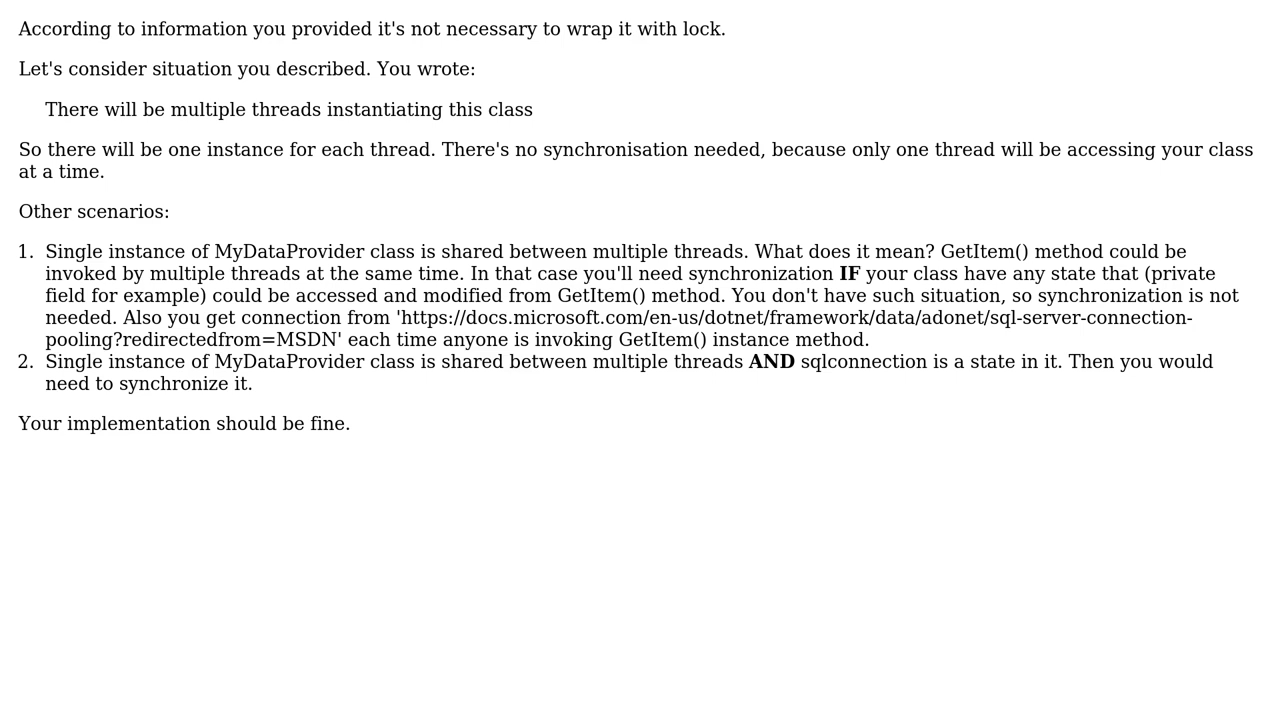 According to information you provided it's not necessary to wrap it with lock.
Let's consider situation you described. You wrote:
There will be multiple threads instantiating this class
So there will be one instance for each thread. There's no synchronisation needed, because only one thread will be accessing your class
at a time.
Other scenarios:
1. Single instance of MyDataProvider class is shared between multiple threads. What does it mean? GetItem() method could be
invoked by multiple threads at the same time. In that case you'll need synchronization IF your class have any state that (private
field for example) could be accessed and modified from GetItem() method. You don't have such situation, so synchronization is not
needed. Also you get connection from 'https://docs.microsoft.com/en-us/dotnet/framework/data/adonet/sql-server-connection-
pooling?redirectedfrom=MSDN' each time anyone is invoking GetItem() instance method.
2. Single instance of MyDataProvider class is shared between multiple threads AND sqlconnection is a state in it. Then you would
need to synchronize it.
Your implementation should be fine.